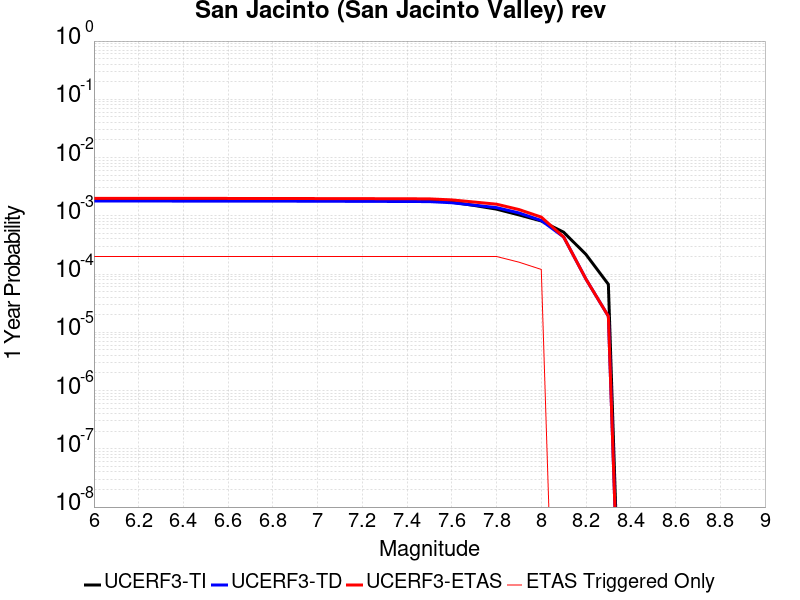 San Jacinto (San Jacinto Valley) rev
10^0
10^-1
10^-2
10^-3
10^-4
10^-5
10^-6
10^-7
10^-8
1 Year Probability
6 6.2 6.4 6.6 6.8 7 7.2 7.4 7.6 7.8 8 8.2 8.4 8.6 8.8 9
Magnitude
UCERF3-TI UCERF3-TD UCERF3-ETAS ETAS Triggered Only